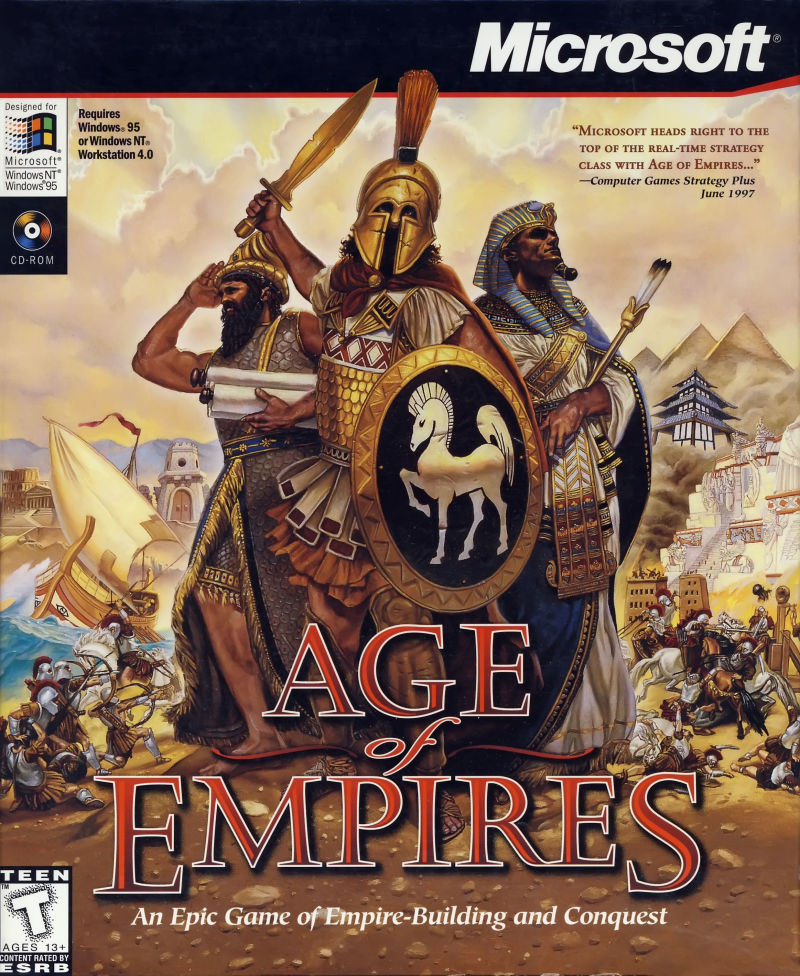 Microsoft®
Designed for
Microsoft®
Windows NT®
Windows®95
CD-ROM
Requires
Windows® 95
or Windows NT®
Workstation 4.0
“MICROSOFT HEADS RIGHT TO THE
TOP OF THE REAL-TIME STRATEGY
CLASS WITH AGE OF EMPIRES...”
—Computer Games Strategy Plus
June 1997
AGE
of
EMPIRES
An Epic Game of Empire-Building and Conquest
TEEN
TM
T
AGES 13+
CONTENT RATED BY
ESRB